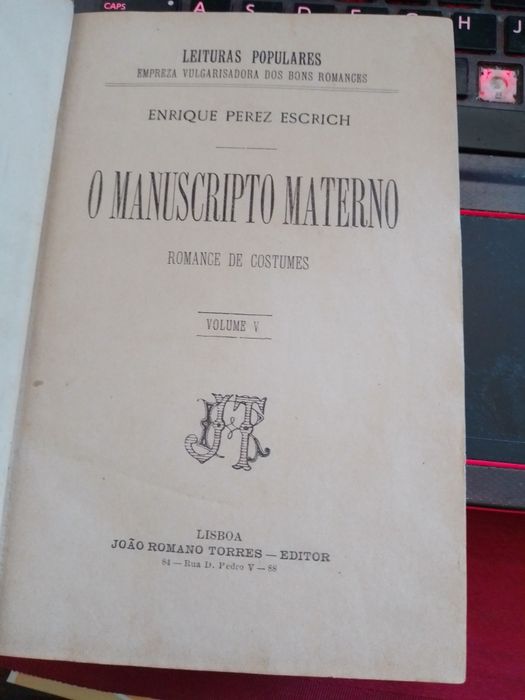 CAPS
A S D F G H J
LEITURAS POPULARES
EMPREZA VULGARISADORA DOS BONS ROMANCES
ENRIQUE PEREZ ESCRICH
O MANUSCRIPTO MATERNO
ROMANCE DE COSTUMES
VOLUME V
LISBOA
JOÃO ROMANO TORRES — EDITOR
84 — Rua D. Pedro V — 88